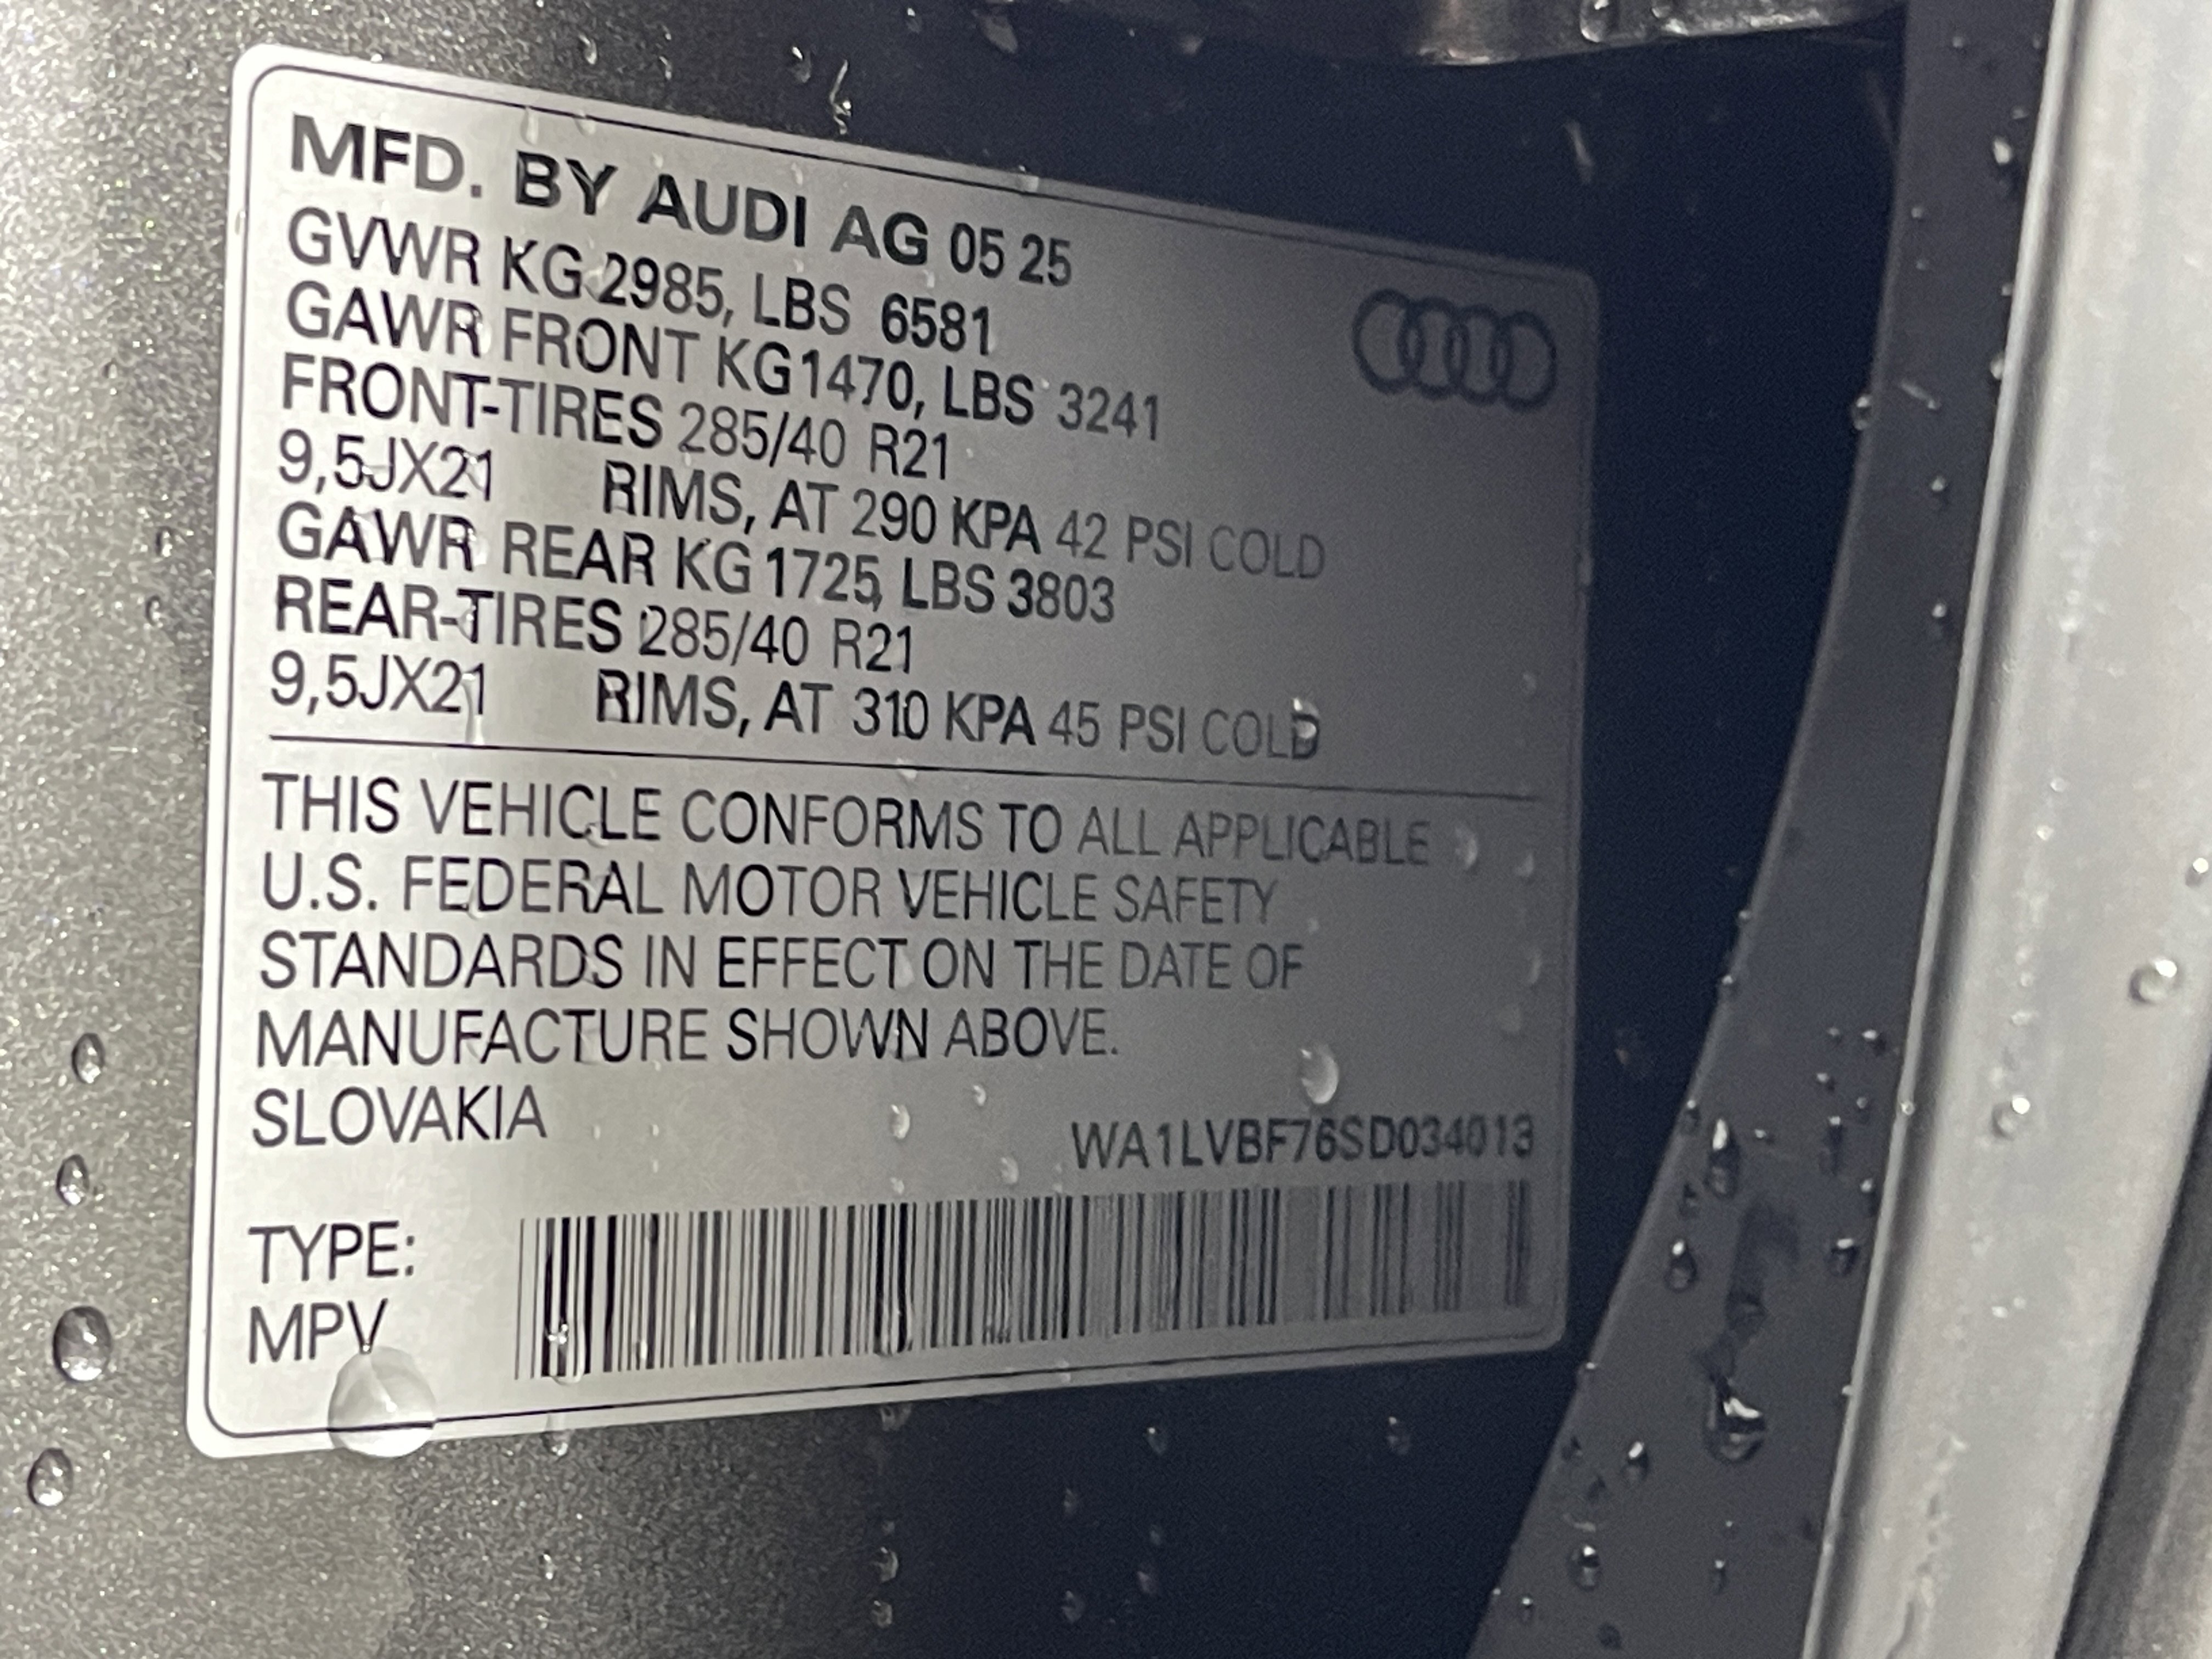 MFD. BY AUDI AG 05 25
GVWR KG 2985, LBS 6581
GAWR FRONT KG 1470, LBS 3241
FRONT-TIRES 285/40 R21
9,5JX21 RIMS, AT 290 KPA 42 PSI COLD
GAWR REAR KG 1725, LBS 3803
REAR-TIRES 285/40 R21
9,5JX21 RIMS, AT 310 KPA 45 PSI COLD
THIS VEHICLE CONFORMS TO ALL APPLICABLE
U.S. FEDERAL MOTOR VEHICLE SAFETY
STANDARDS IN EFFECT ON THE DATE OF
MANUFACTURE SHOWN ABOVE.
SLOVAKIA
WA1LVBF76SD034013
TYPE:
MPV